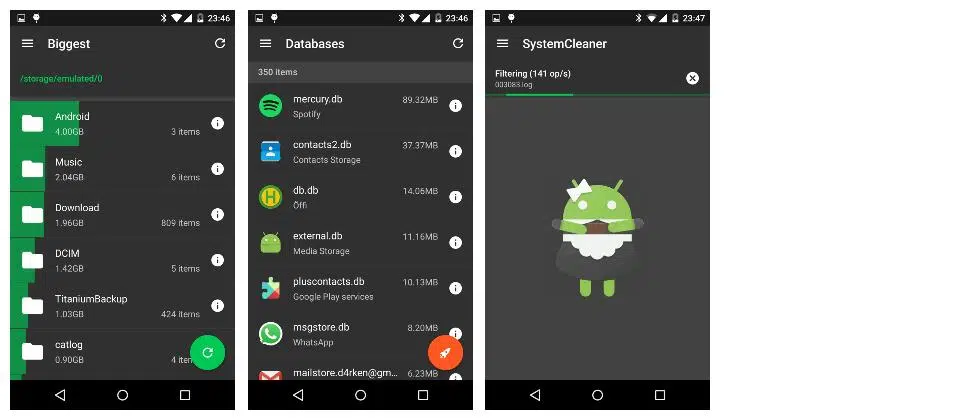 23:46
Biggest
/storage/emulated/0
Android
4.00GB
3 items
Music
2.04GB
6 items
Download
1.96GB
809 items
DCIM
1.42GB
5 items
TitaniumBackup
1.03GB
424 items
catlog
0.90GB
4 item
23:46
Databases
350 items
mercury.db
89.32MB
Spotify
contacts2.db
37.37MB
Contacts Storage
db.db
14.06MB
Öffi
external.db
11.16MB
Media Storage
pluscontacts.db
10.13MB
Google Play services
msgstore.db
8.20MB
WhatsApp
mailstore.d4rken@gm...
6.23MB
23:47
SystemCleaner
Filtering (141 op/s)
003083.log